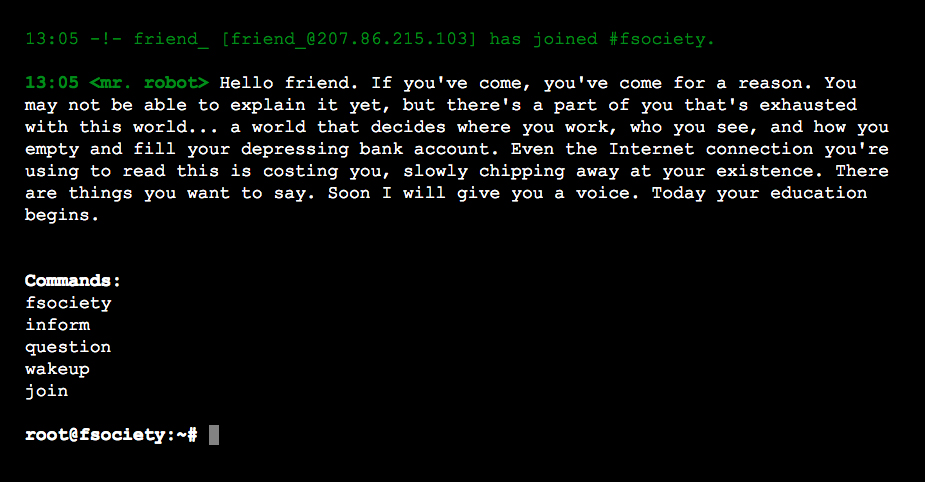 13:05 -!- friend_ [friend_@207.86.215.103] has joined #fsociety.
13:05 <mr. robot> Hello friend. If you've come, you've come for a reason. You
may not be able to explain it yet, but there's a part of you that's exhausted
with this world... a world that decides where you work, who you see, and how you
empty and fill your depressing bank account. Even the Internet connection you're
using to read this is costing you, slowly chipping away at your existence. There
are things you want to say. Soon I will give you a voice. Today your education
begins.
Commands:
fsociety
inform
question
wakeup
join
root@fsociety:~#